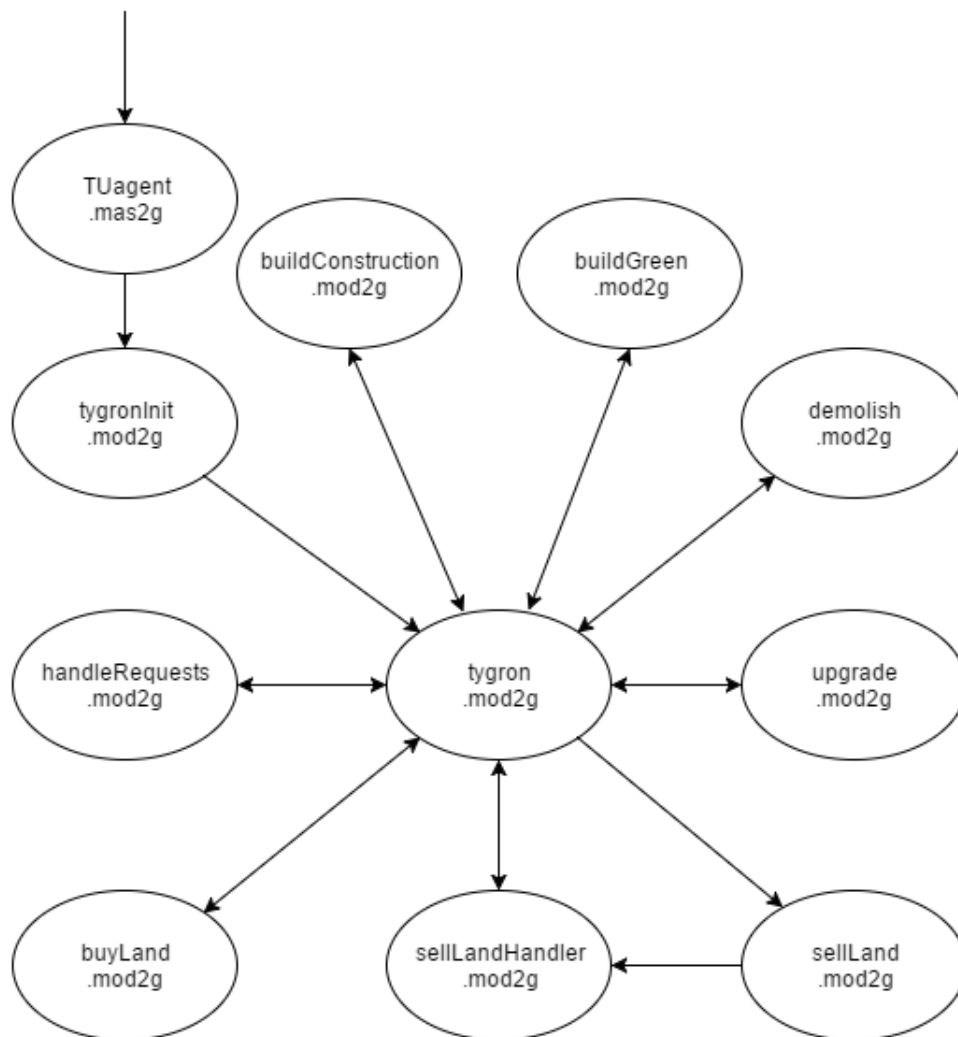 TUagent
.mas2g
buildConstruction
.mod2g
buildGreen
.mod2g
tygronInit
.mod2g
demolish
.mod2g
handleRequests
.mod2g
tygron
.mod2g
upgrade
.mod2g
buyLand
.mod2g
sellLandHandler
.mod2g
sellLand
.mod2g